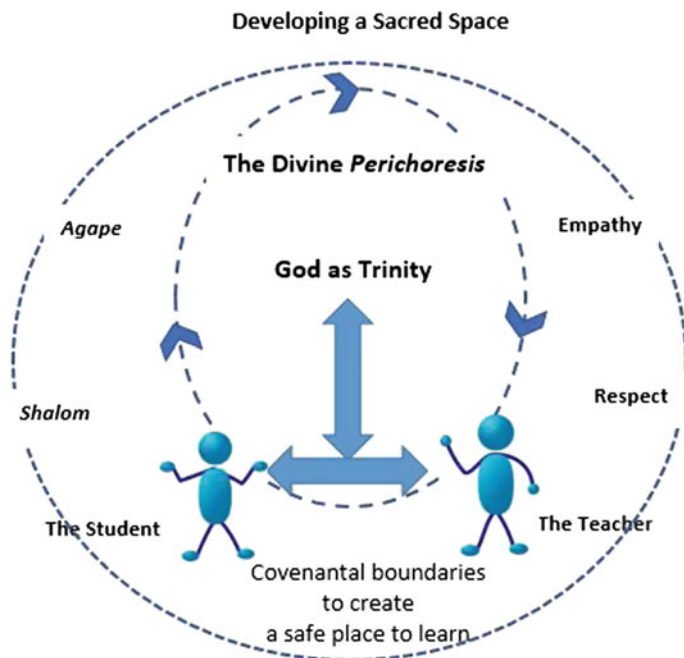 Developing a Sacred Space
The Divine Perichoresis
Agape
Empathy
God as Trinity
Shalom
Respect
The Student
The Teacher
Covenantal boundaries
to create
a safe place to learn